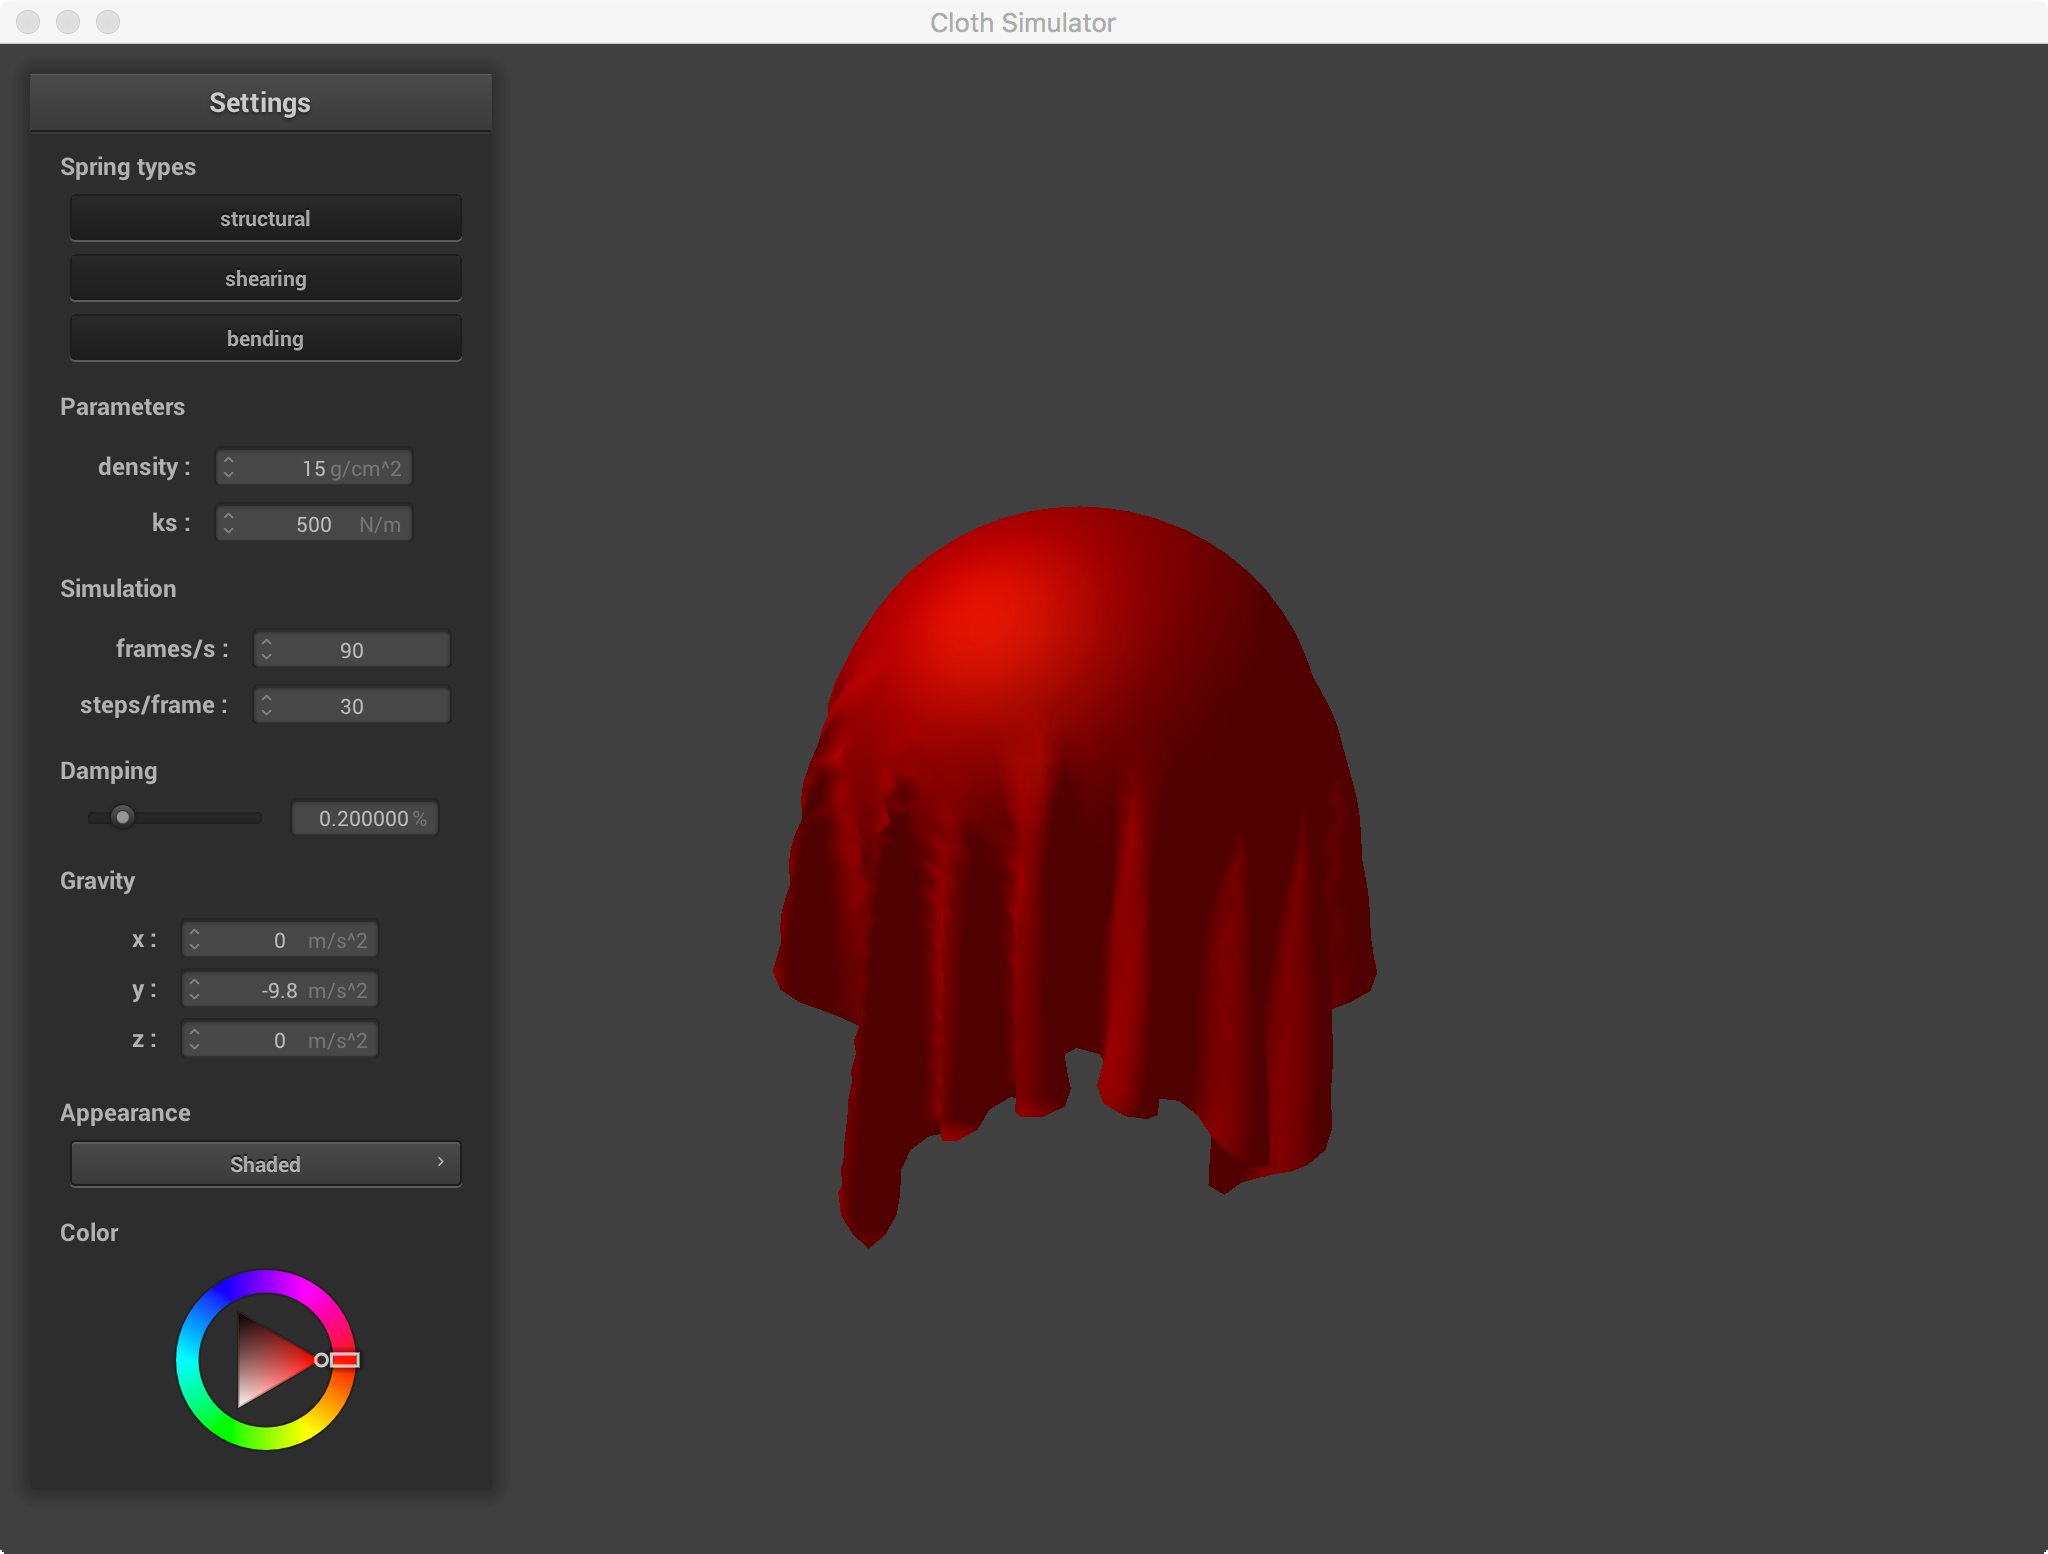 Cloth Simulator
Settings
Spring types
structural
shearing
bending
Parameters
density : 15 g/cm^2
ks : 500 N/m
Simulation
frames/s : 90
steps/frame : 30
Damping
0.200000 %
Gravity
x : 0 m/s^2
y : -9.8 m/s^2
z : 0 m/s^2
Appearance
Shaded
Color